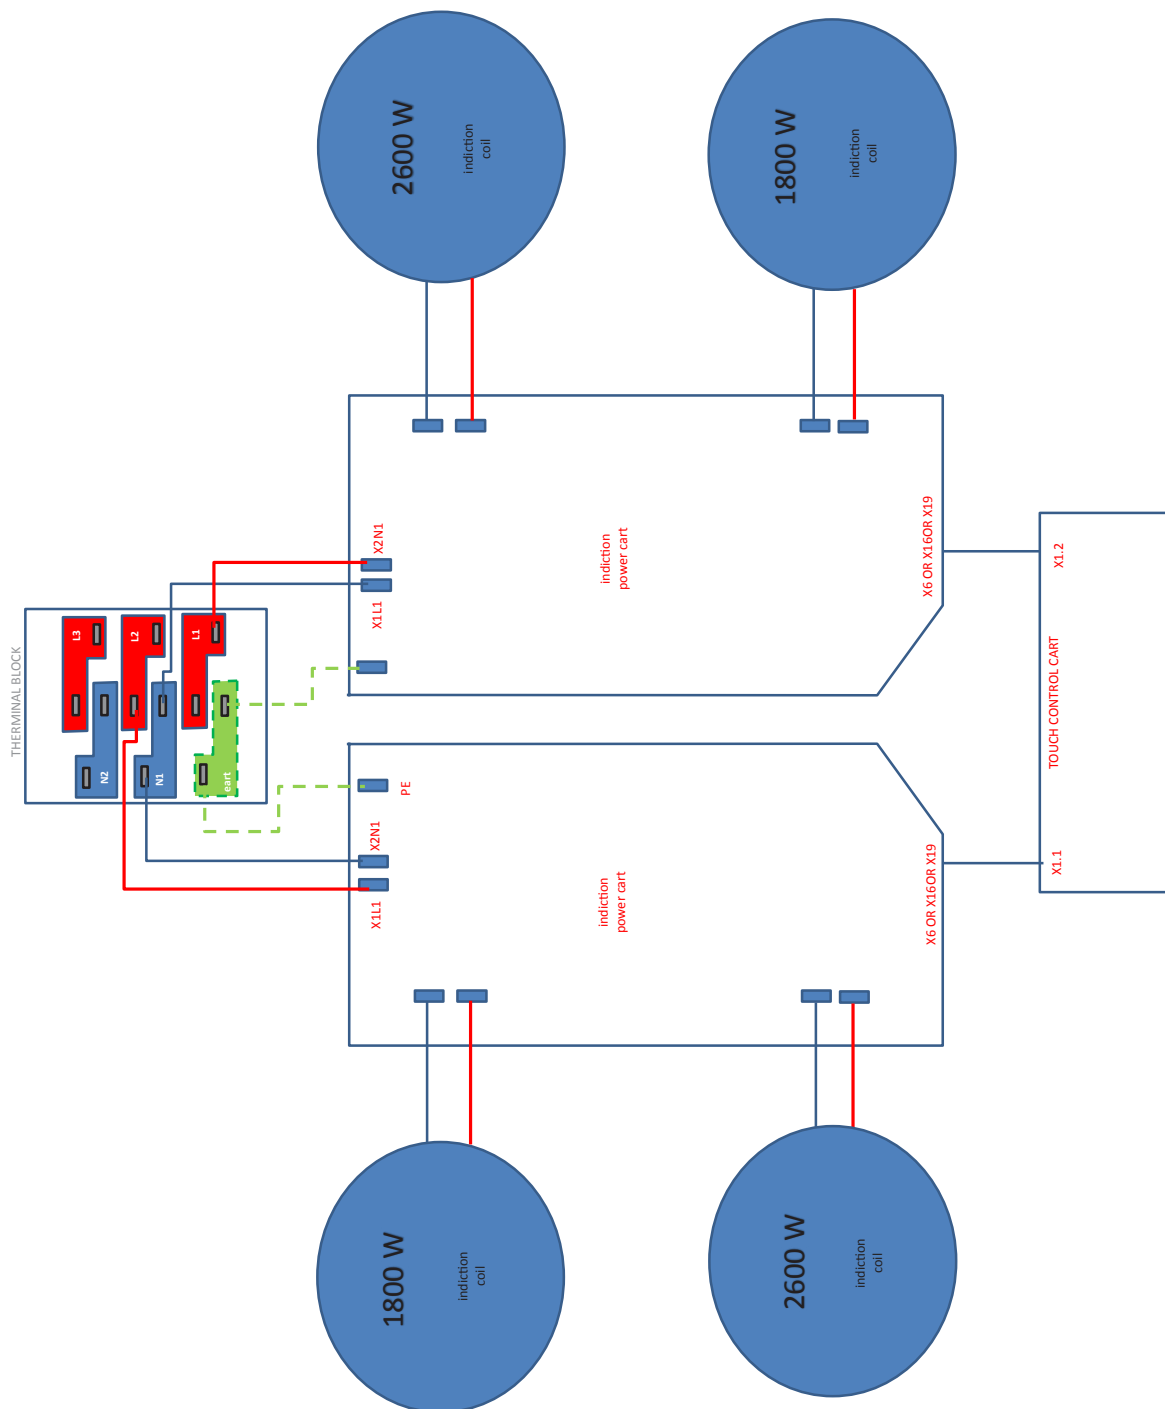 2600 W
indiction
coil
1800 W
indiction
coil
THERMINAL BLOCK
L3
L2
L1
N2
N1
eart
X2N1
X1L1
indiction
power cart
X6 OR X16OR X19
PE
X2N1
X1L1
indiction
power cart
X6 OR X16OR X19
X1.2
TOUCH CONTROL CART
X1.1
1800 W
indiction
coil
2600 W
indiction
coil